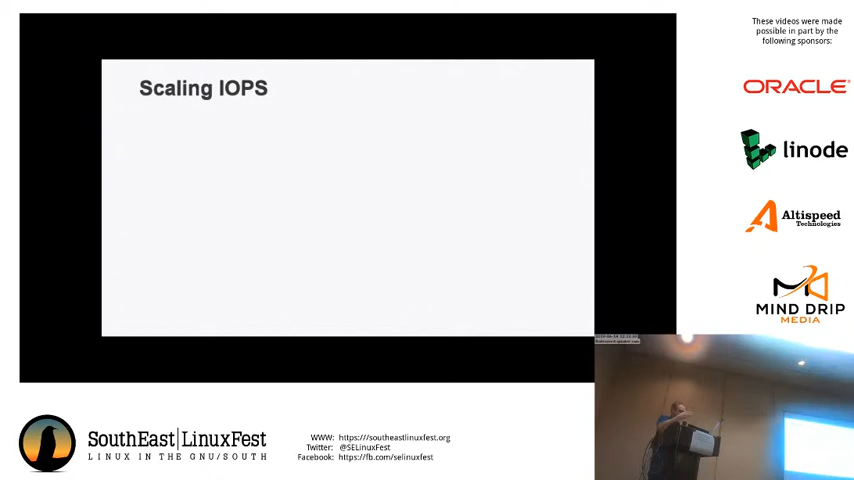 These videos were made
possible in part by the
following sponsors:
Scaling IOPS
ORACLE
linode
Altispeed
Technologies
MIND DRIP
MEDIA
SouthEast|LinuxFest
LINUX IN THE GNU/SOUTH
WWW: https:///southeastlinuxfest.org
Twitter: @SELinuxFest
Facebook: https://fb.com/selinuxfest